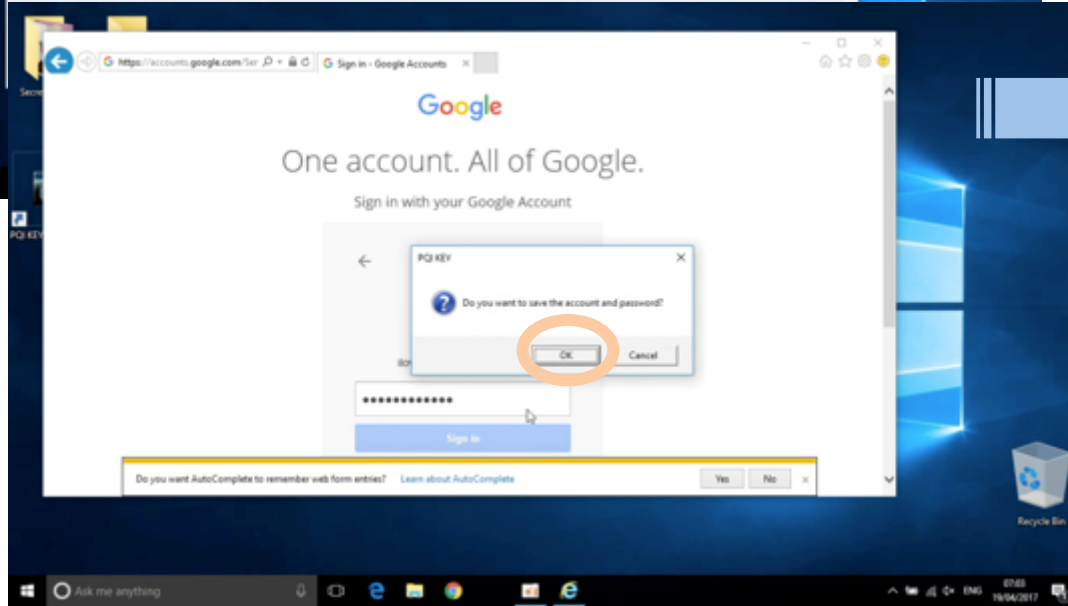 https://accounts.google.com/Ser
Sign in - Google Accounts
Google
One account. All of Google.
Sign in with your Google Account
PQI KEY
PQI KEY
Do you want to save the account and password?
OK
Cancel
●●●●●●●●●●●●
Sign in
Do you want AutoComplete to remember web form entries? Learn about AutoComplete
Yes
No
Recycle Bin
Ask me anything
ENG
07:03
19/04/2017